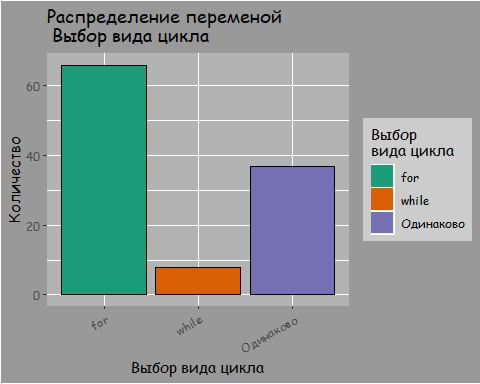 Распределение переменой
Выбор вида цикла
Количество
60
40
20
0
for
while
Одинаково
Выбор вида цикла
Выбор
вида цикла
for
while
Одинаково